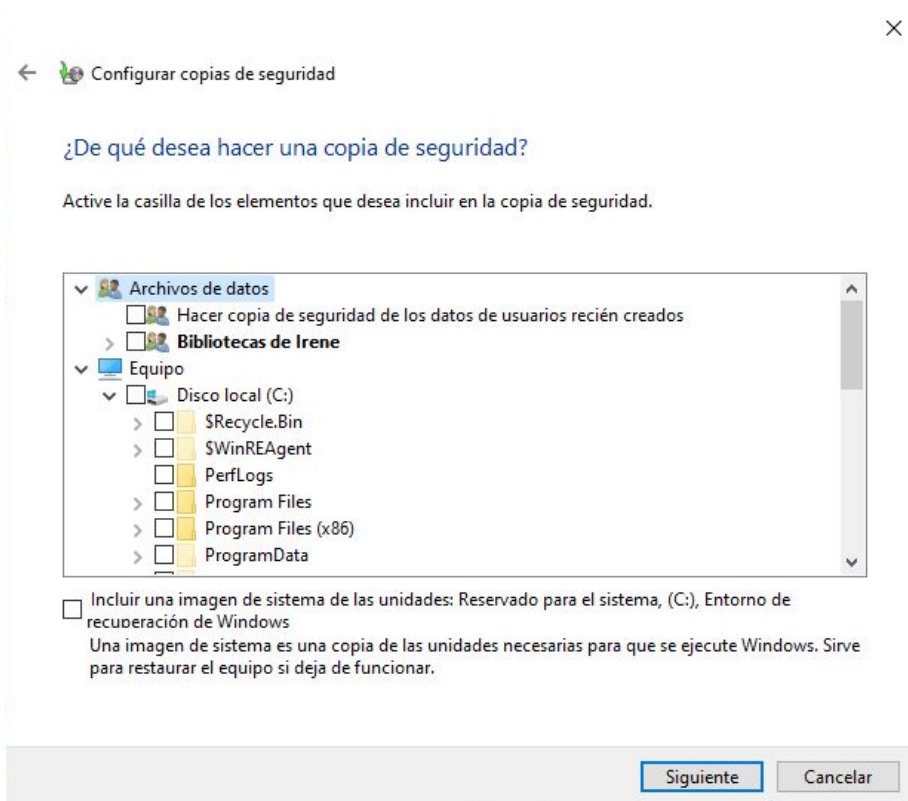 Configurar copias de seguridad
¿De qué desea hacer una copia de seguridad?
Active la casilla de los elementos que desea incluir en la copia de seguridad.
Archivos de datos
Hacer copia de seguridad de los datos de usuarios recién creados
Bibliotecas de Irene
Equipo
Disco local (C:)
$Recycle.Bin
$WinREAgent
PerfLogs
Program Files
Program Files (x86)
ProgramData
Incluir una imagen de sistema de las unidades: Reservado para el sistema, (C:), Entorno de
recuperación de Windows
Una imagen de sistema es una copia de las unidades necesarias para que se ejecute Windows. Sirve
para restaurar el equipo si deja de funcionar.
Siguiente
Cancelar